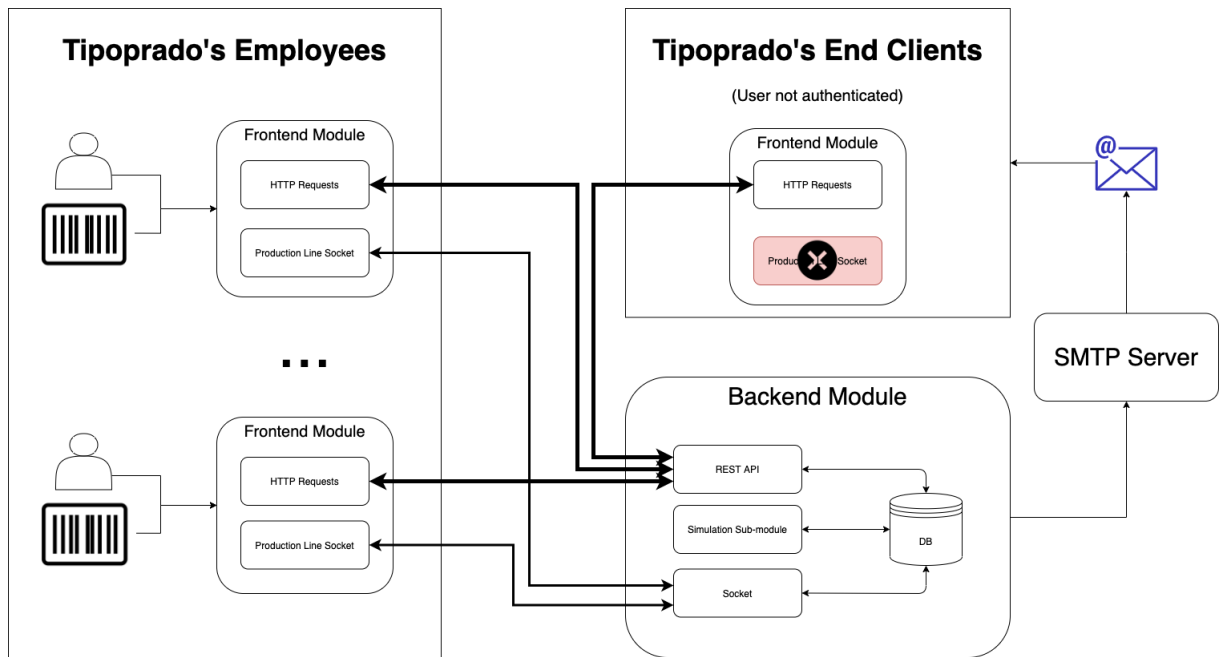 Tipoprado's Employees
Frontend Module
HTTP Requests
Production Line Socket
...
Frontend Module
HTTP Requests
Production Line Socket
Tipoprado's End Clients
(User not authenticated)
Frontend Module
HTTP Requests
Socket
@
SMTP Server
Backend Module
REST API
Simulation Sub-module
DB
Socket